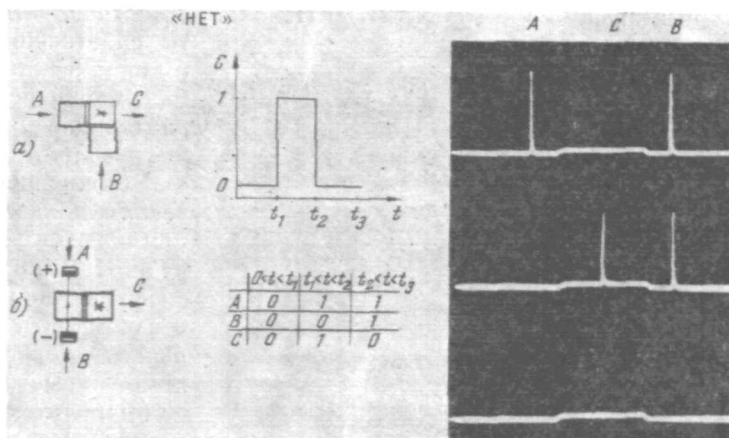 «НЕТ»
A C B
A C
B
а)
C
1
0
t₁ t₂ t₃ t
A
(+)
C
б)
(−)
B
0<t<t₁ t₁<t<t₂ t₂<t<t₃
A 0 1 1
B 0 0 1
C 0 1 0